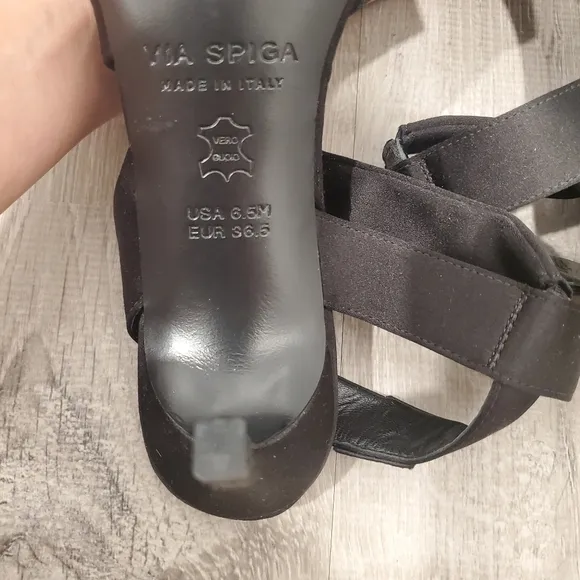 VIA SPIGA
MADE IN ITALY
VERO
CUOIO
USA 6.5M
EUR 36.5